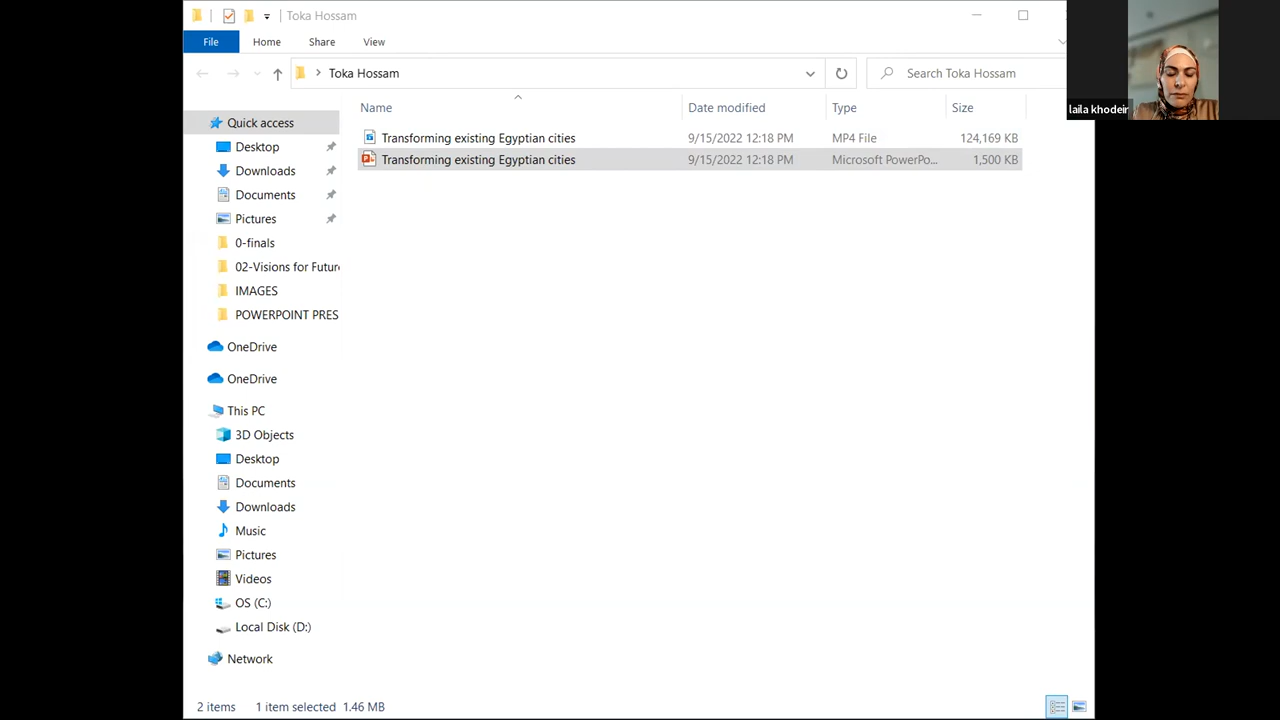 Toka Hossam
File Home Share View
Toka Hossam
Search Toka Hossam
laila khodeir
Name Date modified Type Size
Quick access
Transforming existing Egyptian cities 9/15/2022 12:18 PM MP4 File 124,169 KB
Desktop
Transforming existing Egyptian cities 9/15/2022 12:18 PM Microsoft PowerPo... 1,500 KB
Downloads
Documents
Pictures
0-finals
02-Visions for Future
IMAGES
POWERPOINT PRES
OneDrive
OneDrive
This PC
3D Objects
Desktop
Documents
Downloads
Music
Pictures
Videos
OS (C:)
Local Disk (D:)
Network
2 items 1 item selected 1.46 MB